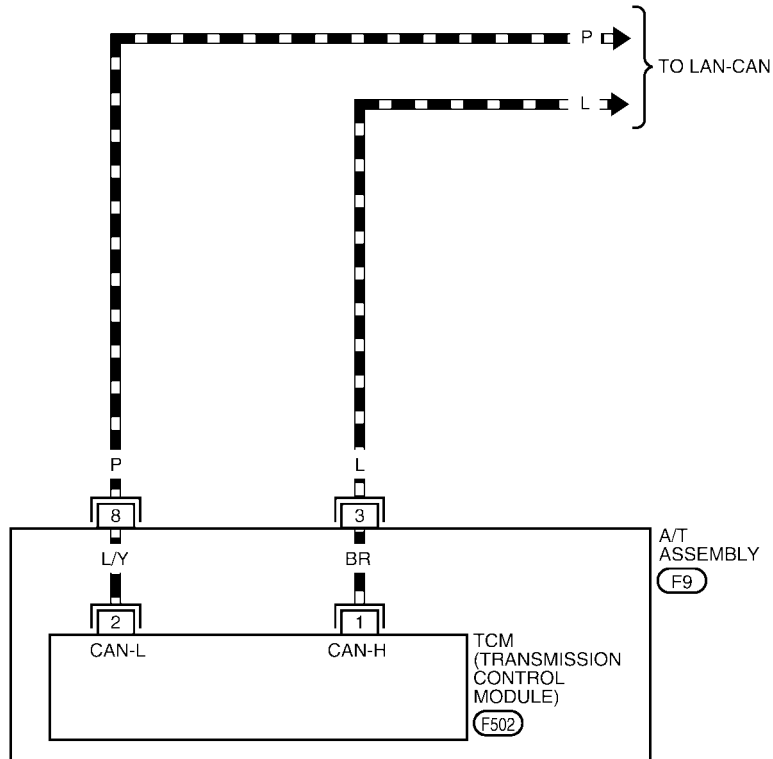 P
TO LAN-CAN
L
P
L
8
3
A/T
ASSEMBLY
F9
L/Y
BR
2
1
CAN-L
CAN-H
TCM
(TRANSMISSION
CONTROL
MODULE)
F502